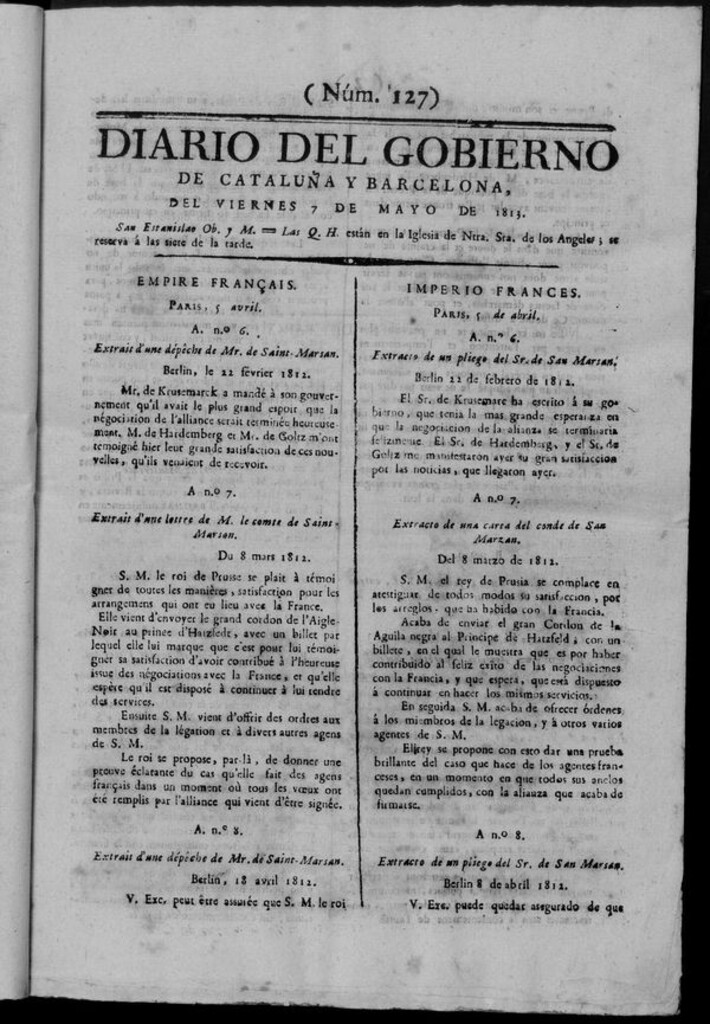 ( Núm. 127)
DIARIO DEL GOBIERNO
DE CATALUÑA Y BARCELONA,
DEL VIERNES 7 DE MAYO DE 1813.
San Estanislao Ob. y M. = Las Q. H. están en la Iglesia de Ntra. Sra. de los Angeles; se
reserva á las siete de la tarde.
EMPIRE FRANÇAIS.
PARIS, 5 avril.
A. n.º 6.
Extrait d'une dépêche de Mr. de Saint-Marsan.
Berlin, le 22 février 1812.
Mr. de Krusemarck a mandé à son gouver-
nement qu'il avait le plus grand espoir que la
négociation de l'alliance serait terminée heureuse-
ment. M. de Hardemberg et Mr. de Goltz m'ont
témoigné hier leur grande satisfaction de ces nou-
velles, qu'ils venaient de recevoir.
A n.º 7.
Extrait d'une lettre de M. le comte de Saint-
Marsan.
Du 8 mars 1812.
S. M. le roi de Prusse se plait à témoi
gner de toutes les manières, satisfaction pour les
arrangemens qui ont eu lieu avec la France.
Elle vient d'envoyer le grand cordon de l'Aigle-
Noir au prince d'Hatzfedt, avec un billet par
lequel elle lui marque que c'est pour lui témoi-
gner sa satisfaction d'avoir contribué à l'heureuse
issue des négociations avec la France, et qu'elle
espère qu'il est disposé à continuer à lui rendre
des services.
Ensuite S. M. vient d'offrir des ordres aux
membres de la légation et à divers autres agens
de S. M.
Le roi se propose, par-là, de donner une
preuve éclatante du cas qu'elle fait des agens
français dans un moment où tous les vœux ont
été remplis par l'alliance qui vient d'être signée.
A. n.º 8.
Extrait d'une dépêche de Mr. de Saint-Marsan.
Berlin, 18 avril 1812.
V. Exc. peut être assurée que S. M. le roi
IMPERIO FRANCES.
PARIS, 5 de abril.
A. n.º 6.
Extracto de un pliego del Sr. de San Marsan.
Berlin 22 de febrero de 1812.
El Sr. de Krusemarc ha escrito á su go-
bierno, que tenia la mas grande esperanza en
que la negociacion de la alianza se terminaria
felizmente. El Sr. de Hardemberg, y el Sr. de
Goltz me manifestaron ayer su gran satisfaccion
por las noticias, que llegaron ayer.
A n.º 7.
Extracto de una carta del conde de San
Marzan.
Del 8 marzo de 1812.
S. M. el rey de Prusia se complace en
atestiguar de todos modos su satisfaccion, por
los arreglos que ha habido con la Francia.
Acaba de enviar el gran Cordon de la
Aguila negra al Principe de Hatzfeld; con un
billete, en el qual le muestra que es por haber
contribuido al feliz éxito de las negociaciones
con la Francia, y que espera, que está dispuesto
á continuar en hacer los mismos servicios.
En seguida S. M. acaba de ofrecer órdenes
á los miembros de la legacion, y á otros varios
agentes de S. M.
El rey se propone con esto dar una prueba
brillante del caso que hace de los agentes fran-
ceses, en un momento en que todos sus anelos
quedan cumplidos, con la alianza que acaba de
firmarse.
A n.º 8.
Extracto de un pliego del Sr. de San Marsan.
Berlin 8 de abril 1812.
V. Exc. puede quedar asegurado de que